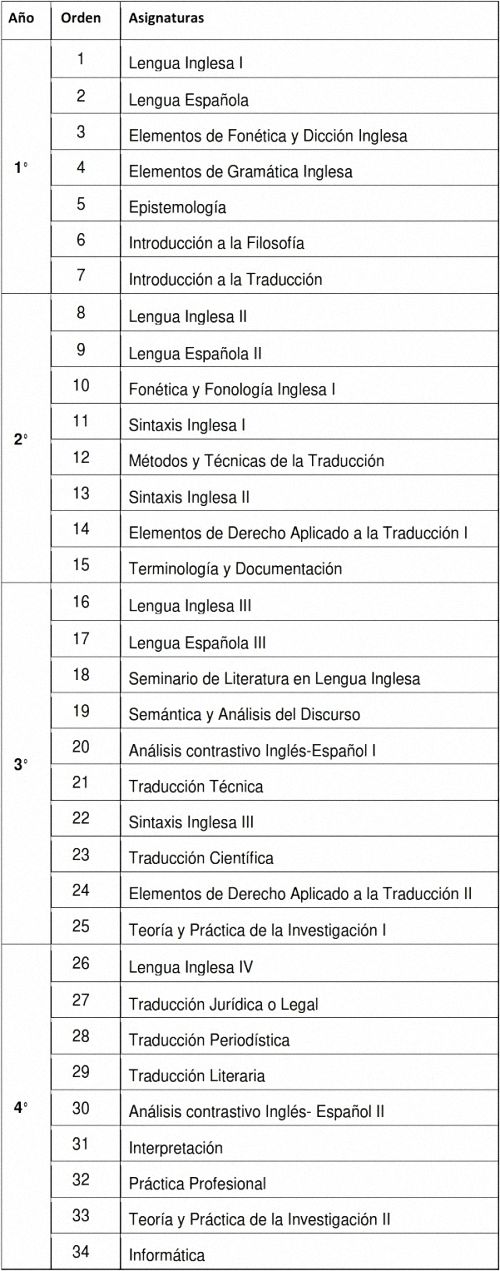 Año Orden Asignaturas
1 Lengua Inglesa I
2 Lengua Española
3 Elementos de Fonética y Dicción Inglesa
1° 4 Elementos de Gramática Inglesa
5 Epistemología
6 Introducción a la Filosofía
7 Introducción a la Traducción
8 Lengua Inglesa II
9 Lengua Española II
10 Fonética y Fonología Inglesa I
2° 11 Sintaxis Inglesa I
12 Métodos y Técnicas de la Traducción
13 Sintaxis Inglesa II
14 Elementos de Derecho Aplicado a la Traducción I
15 Terminología y Documentación
16 Lengua Inglesa III
17 Lengua Española III
18 Seminario de Literatura en Lengua Inglesa
19 Semántica y Análisis del Discurso
3° 20 Análisis contrastivo Inglés-Español I
21 Traducción Técnica
22 Sintaxis Inglesa III
23 Traducción Científica
24 Elementos de Derecho Aplicado a la Traducción II
25 Teoría y Práctica de la Investigación I
26 Lengua Inglesa IV
27 Traducción Jurídica o Legal
28 Traducción Periodística
29 Traducción Literaria
4° 30 Análisis contrastivo Inglés- Español II
31 Interpretación
32 Práctica Profesional
33 Teoría y Práctica de la Investigación II
34 Informática